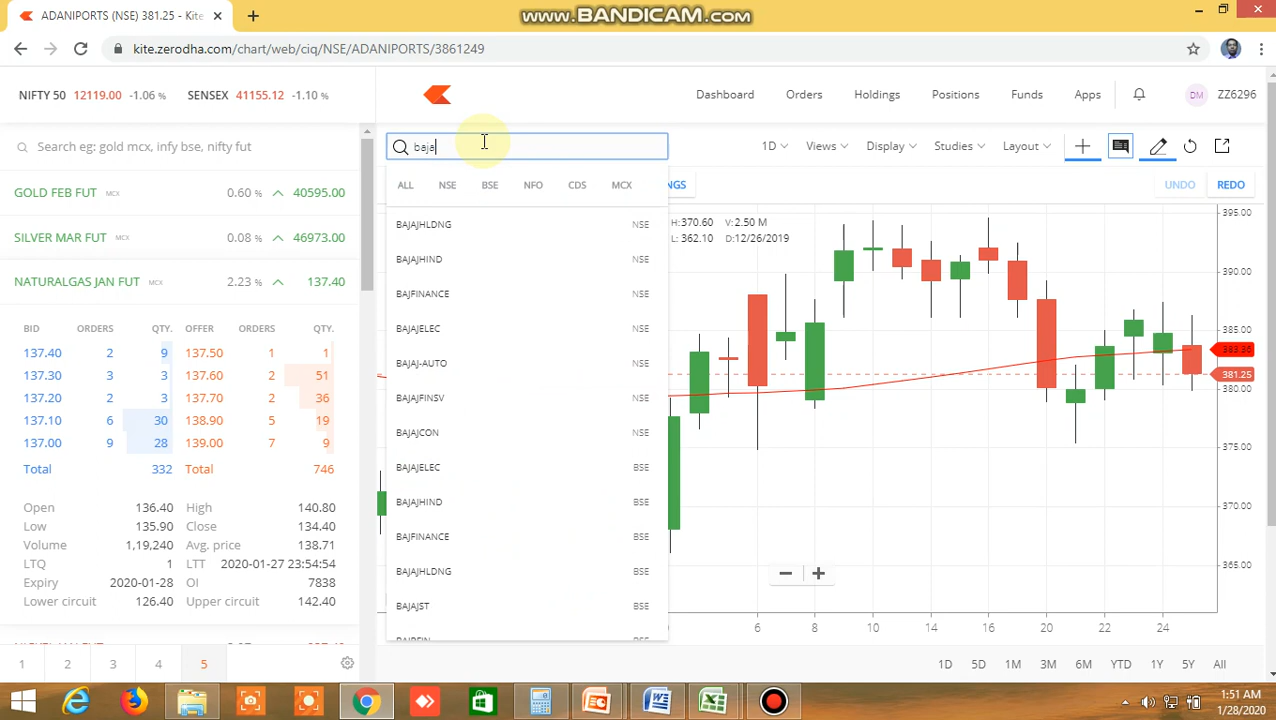 ADANIPORTS (NSE) 381.25 - Kite
www.BANDICAM.com
kite.zerodha.com/chart/web/ciq/NSE/ADANIPORTS/3861249
NIFTY 50 12119.00 -1.06 % SENSEX 41155.12 -1.10 %
Dashboard Orders Holdings Positions Funds Apps DM ZZ6296
Search eg: gold mcx, infy bse, nifty fut
baja
1D Views Display Studies Layout
GOLD FEB FUT MCX 0.60 % 40595.00
ALL NSE BSE NFO CDS MCX
NGS UNDO REDO
SILVER MAR FUT MCX 0.08 % 46973.00
NATURALGAS JAN FUT MCX 2.23 % 137.40
BID ORDERS QTY. OFFER ORDERS QTY.
137.40 2 9 137.50 1 1
137.30 3 3 137.60 2 51
137.20 2 3 137.70 2 36
137.10 6 30 138.90 5 19
137.00 9 28 139.00 7 9
Total 332 Total 746
Open 136.40 High 140.80
Low 135.90 Close 134.40
Volume 1,19,240 Avg. price 138.71
LTQ 1 LTT 2020-01-27 23:54:54
Expiry 2020-01-28 OI 7838
Lower circuit 126.40 Upper circuit 142.40
1 2 3 4 5
BAJAJHLDNG NSE
BAJAJHIND NSE
BAJFINANCE NSE
BAJAJELEC NSE
BAJAJ-AUTO NSE
BAJAJFINSV NSE
BAJAJCON NSE
BAJAJELEC BSE
BAJAJHIND BSE
BAJFINANCE BSE
BAJAJHLDNG BSE
BAJAJST BSE
H:370.60 V:2.50 M
L: 362.10 D:12/26/2019
395.00
390.00
385.00
383.36
381.25
380.00
375.00
370.00
365.00
6 8 10 14 16 20 22 24
1D 5D 1M 3M 6M YTD 1Y 5Y All
1:51 AM
1/28/2020